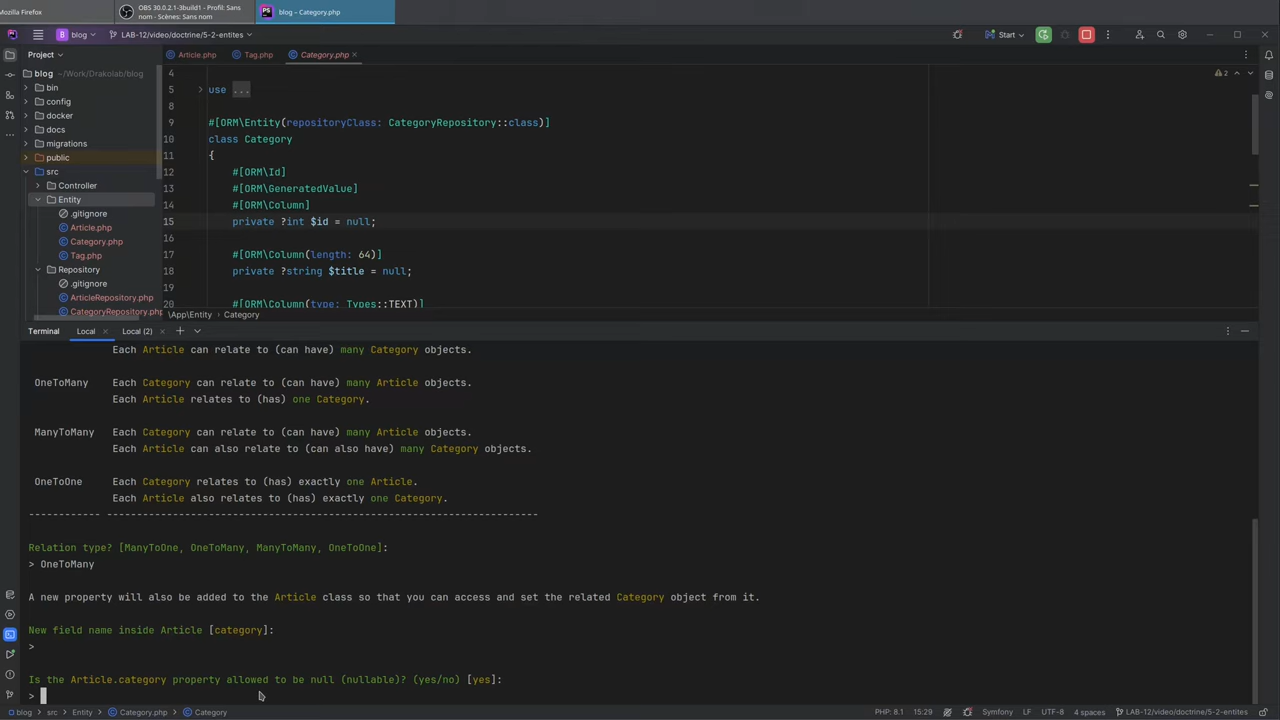 Mozilla Firefox
OBS 30.0.2.1-3build1 - Profil: Sans
nom - Scènes: Sans nom
PS
blog – Category.php
B
blog
LAB-12/video/doctrine/5-2-entites
Start
Project
Article.php
Tag.php
Category.php
blog ~/Work/Drakolab/blog
bin
config
docker
docs
migrations
public
src
Controller
Entity
.gitignore
Article.php
Category.php
Tag.php
Repository
.gitignore
ArticleRepository.php
CategoryRepository.php
2
4
5 use ...
8
9 #[ORM\Entity(repositoryClass: CategoryRepository::class)]
10 class Category
11 {
12 #[ORM\Id]
13 #[ORM\GeneratedValue]
14 #[ORM\Column]
15 private ?int $id = null;
16
17 #[ORM\Column(length: 64)]
18 private ?string $title = null;
19
20 #[ORM\Column(type: Types::TEXT)]
\App\Entity › Category
Terminal Local × Local (2) × +
Each Article can relate to (can have) many Category objects.
OneToMany Each Category can relate to (can have) many Article objects.
Each Article relates to (has) one Category.
ManyToMany Each Category can relate to (can have) many Article objects.
Each Article can also relate to (can also have) many Category objects.
OneToOne Each Category relates to (has) exactly one Article.
Each Article also relates to (has) exactly one Category.
------------ -----------------------------------------------------------------------
Relation type? [ManyToOne, OneToMany, ManyToMany, OneToOne]:
> OneToMany
A new property will also be added to the Article class so that you can access and set the related Category object from it.
New field name inside Article [category]:
>
Is the Article.category property allowed to be null (nullable)? (yes/no) [yes]:
>
blog › src › Entity › Category.php › Category
PHP: 8.1 15:29 Symfony LF UTF-8 4 spaces LAB-12/video/doctrine/5-2-entites